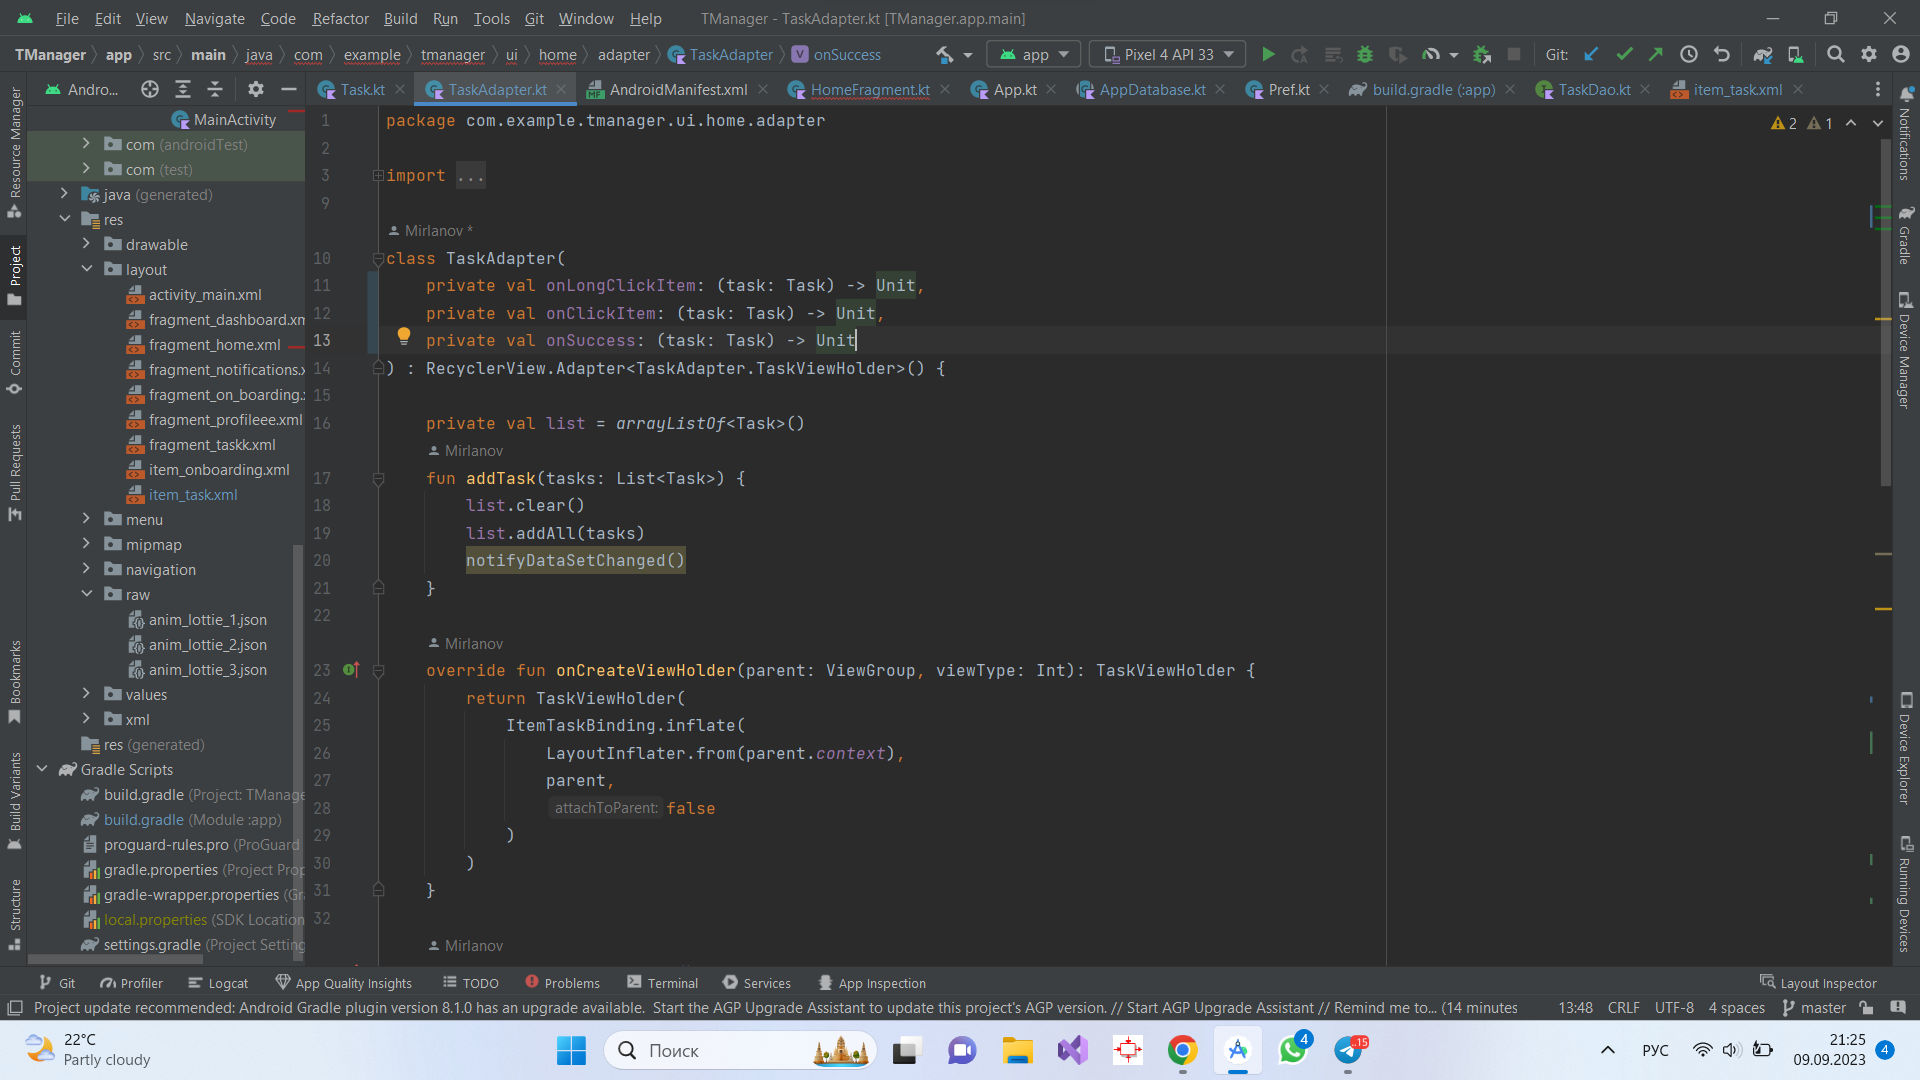 File Edit View Navigate Code Refactor Build Run Tools Git Window Help TManager - TaskAdapter.kt [TManager.app.main]
TManager app src main java com example tmanager ui home adapter TaskAdapter onSuccess app Pixel 4 API 33 Git:
Andro... Task.kt TaskAdapter.kt AndroidManifest.xml HomeFragment.kt App.kt AppDatabase.kt Pref.kt build.gradle (:app) TaskDao.kt item_task.xml
Resource Manager
Project
Commit
Pull Requests
Bookmarks
Build Variants
Structure
MainActivity
com (androidTest)
com (test)
java (generated)
res
drawable
layout
activity_main.xml
fragment_dashboard.xm
fragment_home.xml
fragment_notifications.x
fragment_on_boarding.
fragment_profileee.xml
fragment_taskk.xml
item_onboarding.xml
item_task.xml
menu
mipmap
navigation
raw
anim_lottie_1.json
anim_lottie_2.json
anim_lottie_3.json
values
xml
res (generated)
Gradle Scripts
build.gradle (Project: TManage
build.gradle (Module :app)
proguard-rules.pro (ProGuard
gradle.properties (Project Prop
gradle-wrapper.properties (Gr
local.properties (SDK Location
settings.gradle (Project Setting
1 package com.example.tmanager.ui.home.adapter
2
3 import ...
9
Mirlanov *
10 class TaskAdapter(
11 private val onLongClickItem: (task: Task) -> Unit,
12 private val onClickItem: (task: Task) -> Unit,
13 private val onSuccess: (task: Task) -> Unit
14 ) : RecyclerView.Adapter<TaskAdapter.TaskViewHolder>() {
15
16 private val list = arrayListOf<Task>()
Mirlanov
17 fun addTask(tasks: List<Task>) {
18 list.clear()
19 list.addAll(tasks)
20 notifyDataSetChanged()
21 }
22
Mirlanov
23 override fun onCreateViewHolder(parent: ViewGroup, viewType: Int): TaskViewHolder {
24 return TaskViewHolder(
25 ItemTaskBinding.inflate(
26 LayoutInflater.from(parent.context),
27 parent,
28 attachToParent: false
29 )
30 )
31 }
32
Mirlanov
2 1
Notifications
Gradle
Device Manager
Device Explorer
Running Devices
Git Profiler Logcat App Quality Insights TODO Problems Terminal Services App Inspection Layout Inspector
Project update recommended: Android Gradle plugin version 8.1.0 has an upgrade available. Start the AGP Upgrade Assistant to update this project's AGP version. // Start AGP Upgrade Assistant // Remind me to... (14 minutes 13:48 CRLF UTF-8 4 spaces master
22°C
Partly cloudy
Поиск
4
15
РУС
21:25
09.09.2023
4